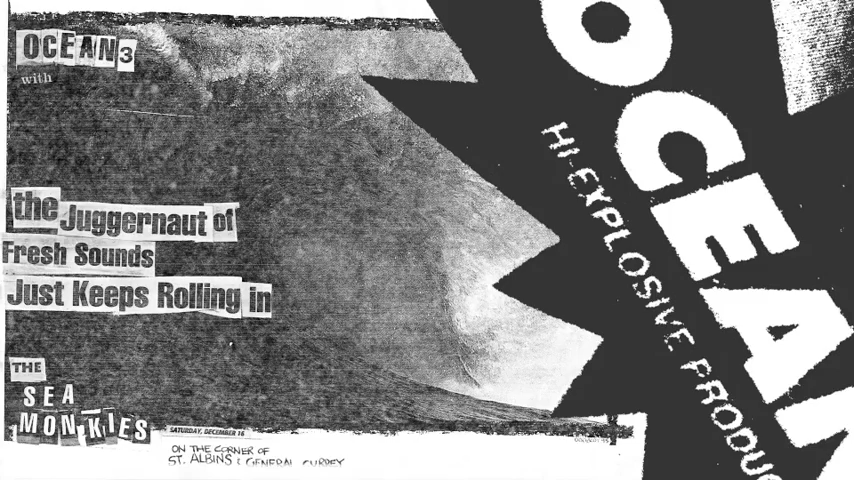 OCEAN 3
with
the Juggernaut of
Fresh Sounds
Just Keeps Rolling in
THE
SEA
MONKIES
SATURDAY, DECEMBER 16
ON THE CORNER OF
ST. ALBINS & GENERAL
OCEA
HI-EXPLOSIVE PRODUC